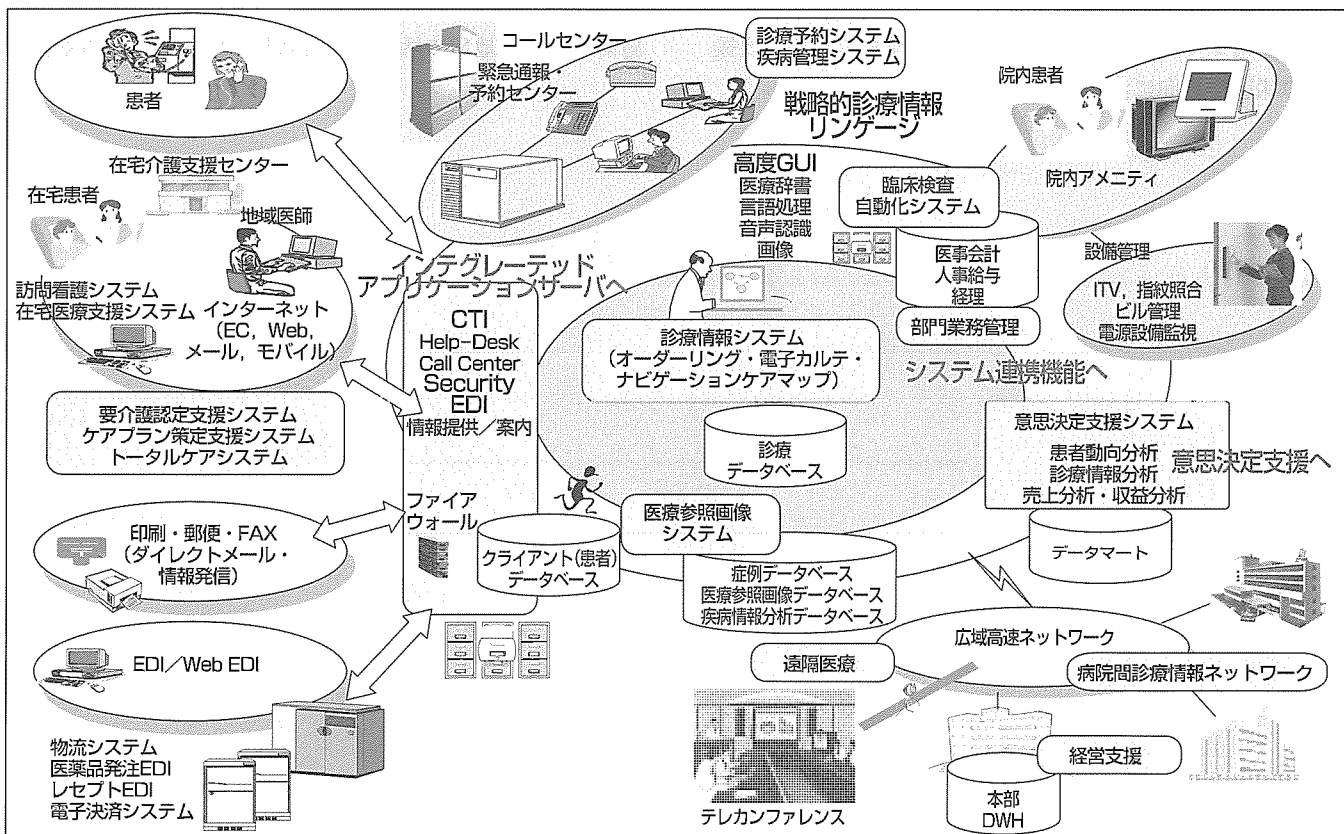 患者
コールセンター
緊急通報・
予約センター
診療予約システム
疾病管理システム
戦略的診療情報
リンケージ
院内患者
院内アメニティ
在宅介護支援センター
在宅患者
地域医師
訪問看護システム
在宅医療支援システム
インターネット
(EC, Web,
メール, モバイル)
要介護認定支援システム
ケアプラン策定支援システム
トータルケアシステム
高度GUI
医療辞書
言語処理
音声認識
画像
臨床検査
自動化システム
医事会計
人事給与
経理
部門業務管理
設備管理
ITV, 指紋照合
ビル管理
電源設備監視
インテグレーテッド
アプリケーションサーバへ
CTI
Help-Desk
Call Center
Security
EDI
情報提供/案内
診療情報システム
(オーダーリング・電子カルテ・
ナビゲーションケアマップ)
診療
データベース
システム連携機能へ
意思決定支援システム
患者動向分析
診療情報分析
売上分析・収益分析
意思決定支援へ
データマート
ファイア
ウォール
クライアント(患者)
データベース
医療参照画像
システム
症例データベース
医療参照画像データベース
疾病情報分析データベース
印刷・郵便・FAX
(ダイレクトメール・
情報発信)
EDI/Web EDI
物流システム
医薬品発注EDI
レセプトEDI
電子決済システム
広域高速ネットワーク
遠隔医療
病院間診療情報ネットワーク
テレカンファレンス
経営支援
本部
DWH